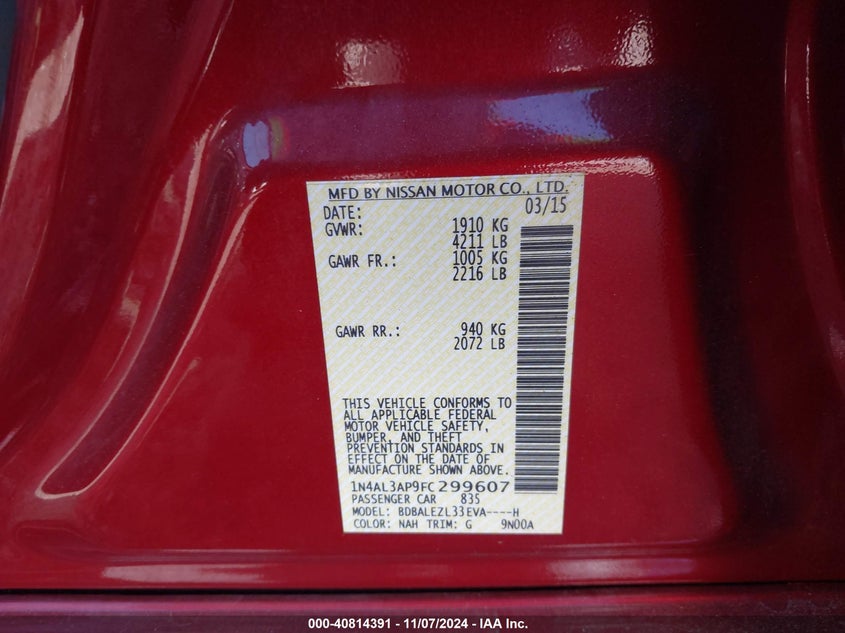 MFD BY NISSAN MOTOR CO., LTD.
DATE: 03/15
GVWR: 1910 KG
4211 LB
GAWR FR.: 1005 KG
2216 LB
GAWR RR.: 940 KG
2072 LB
THIS VEHICLE CONFORMS TO
ALL APPLICABLE FEDERAL
MOTOR VEHICLE SAFETY,
BUMPER, AND THEFT
PREVENTION STANDARDS IN
EFFECT ON THE DATE OF
MANUFACTURE SHOWN ABOVE.
1N4AL3AP9FC299607
PASSENGER CAR 835
MODEL: BDBALEZL33EVA----H
COLOR: NAH TRIM: G 9N00A
000-40814391 - 11/07/2024 - IAA Inc.